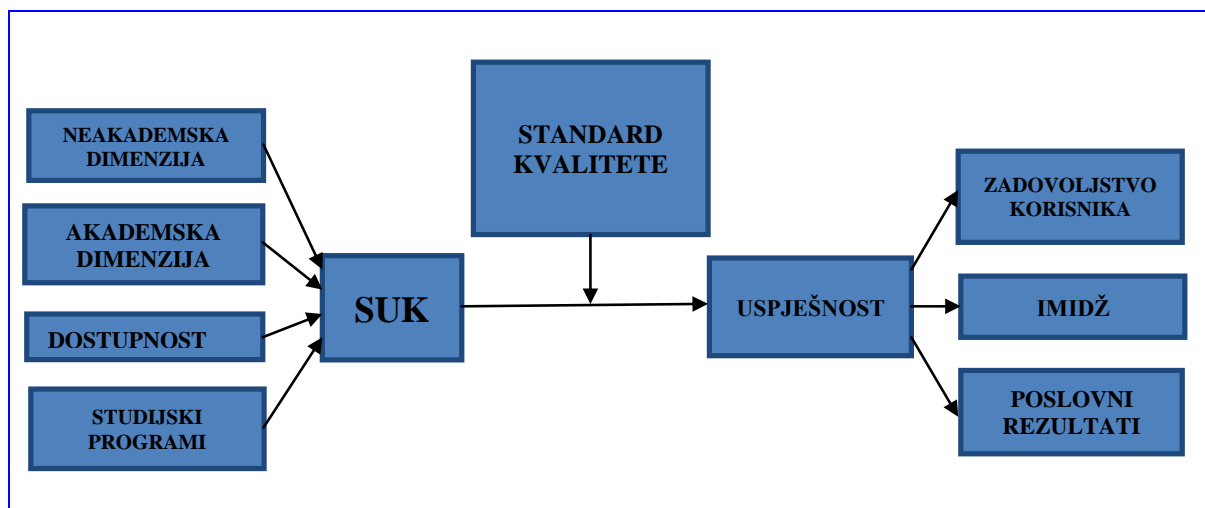 NEAKADEMSKA
DIMENZIJA
AKADEMSKA
DIMENZIJA
DOSTUPNOST
STUDIJSKI
PROGRAMI
SUK
STANDARD
KVALITETE
USPJEŠNOST
ZADOVOLJSTVO
KORISNIKA
IMIDŽ
POSLOVNI
REZULTATI